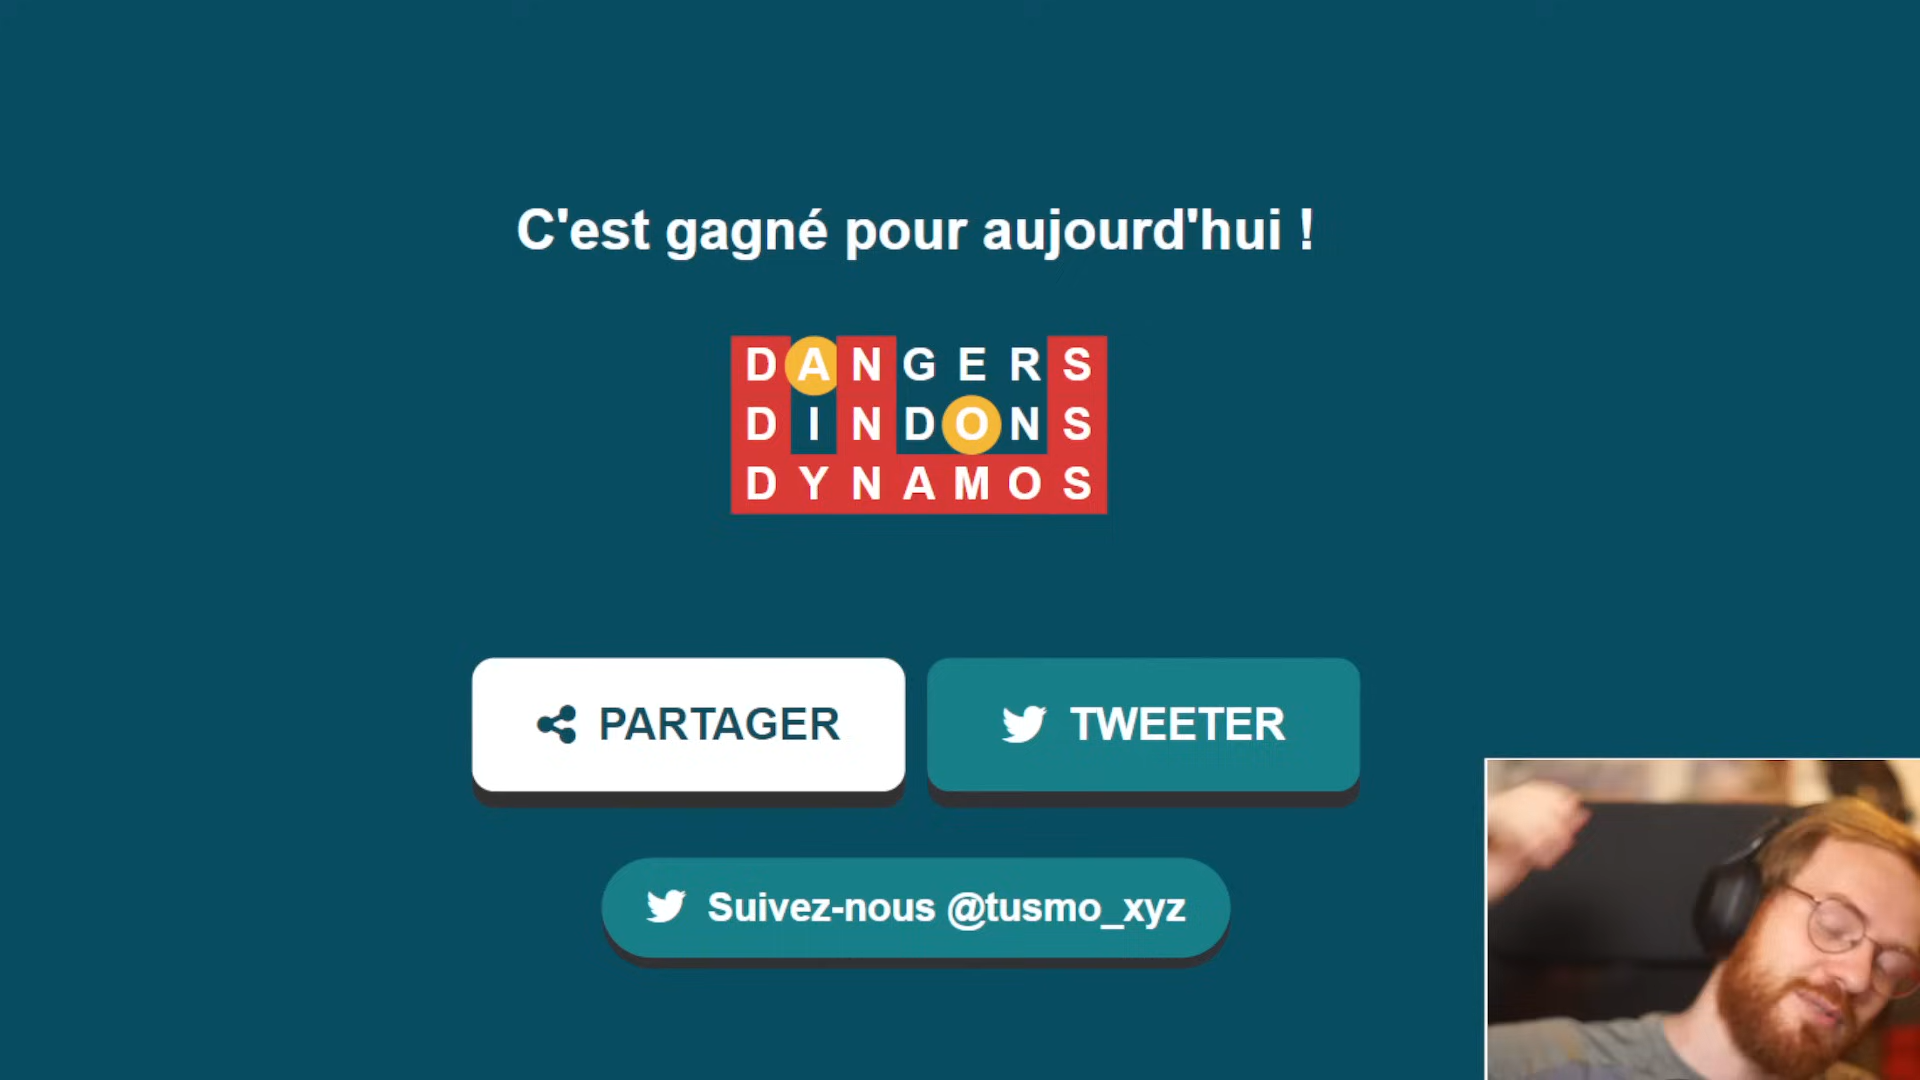 C'est gagné pour aujourd'hui !
DANGERS
DINDONS
DYNAMOS
PARTAGER
TWEETER
Suivez-nous @tusmo_xyz